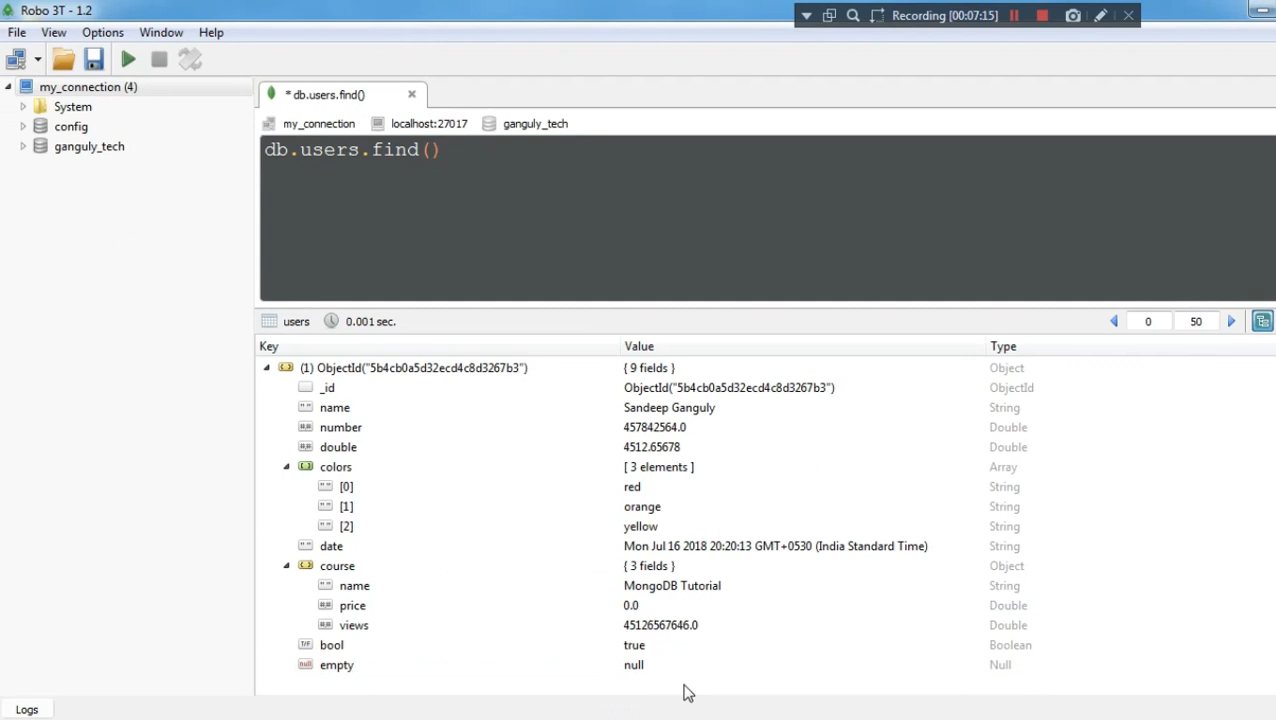 Robo 3T - 1.2
Recording [00:07:15]
File View Options Window Help
my_connection (4)
System
config
ganguly_tech
* db.users.find()
my_connection localhost:27017 ganguly_tech
db.users.find()
users 0.001 sec. 0 50
Key Value Type
(1) ObjectId("5b4cb0a5d32ecd4c8d3267b3") { 9 fields } Object
_id ObjectId("5b4cb0a5d32ecd4c8d3267b3") ObjectId
name Sandeep Ganguly String
number 457842564.0 Double
double 4512.65678 Double
colors [ 3 elements ] Array
[0] red String
[1] orange String
[2] yellow String
date Mon Jul 16 2018 20:20:13 GMT+0530 (India Standard Time) String
course { 3 fields } Object
name MongoDB Tutorial String
price 0.0 Double
views 45126567646.0 Double
T/F bool true Boolean
null empty null Null
Logs